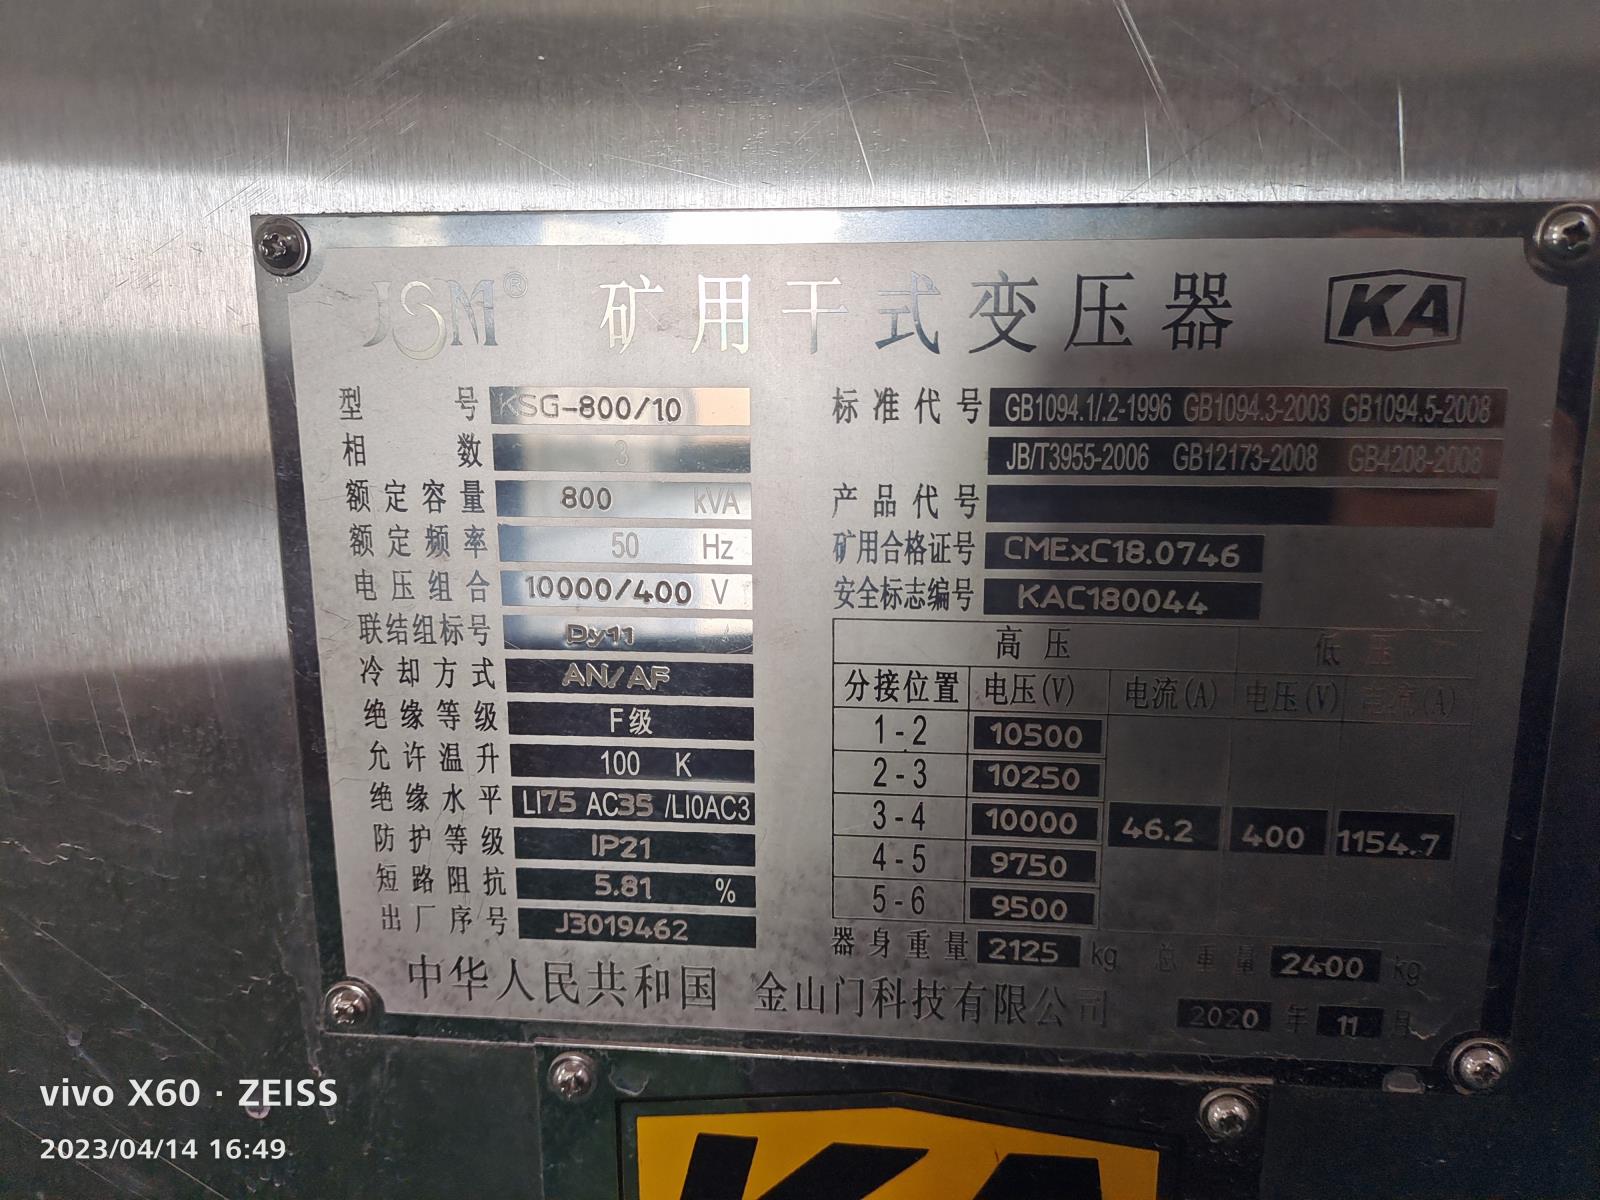 JSM® 矿用干式变压器 KA
型号 KSG-800/10
相数 3
额定容量 800 kVA
额定频率 50 Hz
电压组合 10000/400 V
联结组标号 Dy11
冷却方式 AN/AF
绝缘等级 F级
允许温升 100 K
绝缘水平 LI75 AC35 /LI0AC3
防护等级 IP21
短路阻抗 5.81 %
出厂序号 J3019462
标准代号 GB1094.1/.2-1996 GB1094.3-2003 GB1094.5-2008
JB/T3955-2006 GB12173-2008 GB4208-2008
产品代号
矿用合格证号 CMExC18.0746
安全标志编号 KAC180044
高压 低压
分接位置 电压(V) 电流(A) 电压(V) 电流(A)
1-2 10500
2-3 10250
3-4 10000 46.2 400 1154.7
4-5 9750
5-6 9500
器身重量 2125 kg 总重量 2400 kg
中华人民共和国 金山门科技有限公司 2020 年 11 月
KA
vivo X60 · ZEISS
2023/04/14 16:49